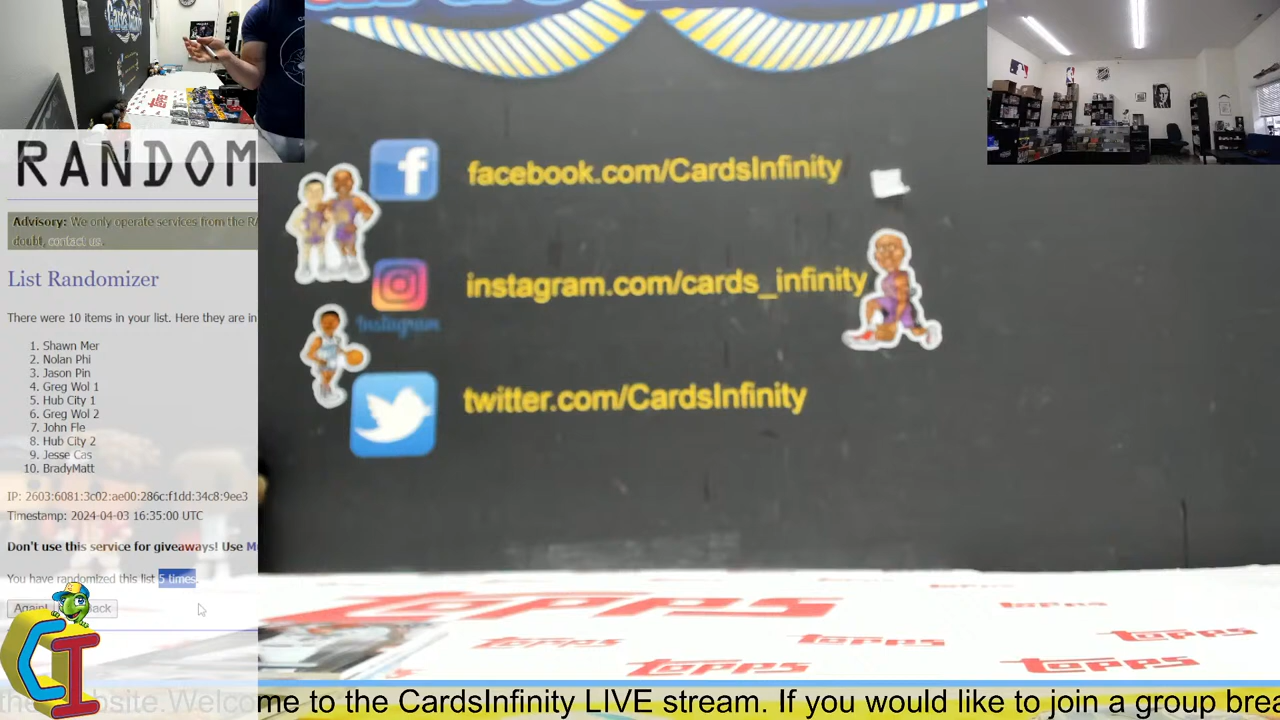 RANDOM
Advisory: We only operate services from the RA
doubt, contact us.
List Randomizer
There were 10 items in your list. Here they are in
1. Shawn Mer
2. Nolan Phi
3. Jason Pin
4. Greg Wol 1
5. Hub City 1
6. Greg Wol 2
7. John Fle
8. Hub City 2
9. Jesse Cas
10. BradyMatt
IP: 2603:6081:3c02:ae00:286c:f1dd:34c8:9ee3
Timestamp: 2024-04-03 16:35:00 UTC
Don't use this service for giveaways! Use
You have randomized this list 5 times.
Again!
CI
facebook.com/CardsInfinity
instagram.com/cards_infinity
Instagram
twitter.com/CardsInfinity
Topps
Topps
Topps
Topps
Topps
Topps
Topps
website.Welcome to the CardsInfinity LIVE stream. If you would like to join a group brea